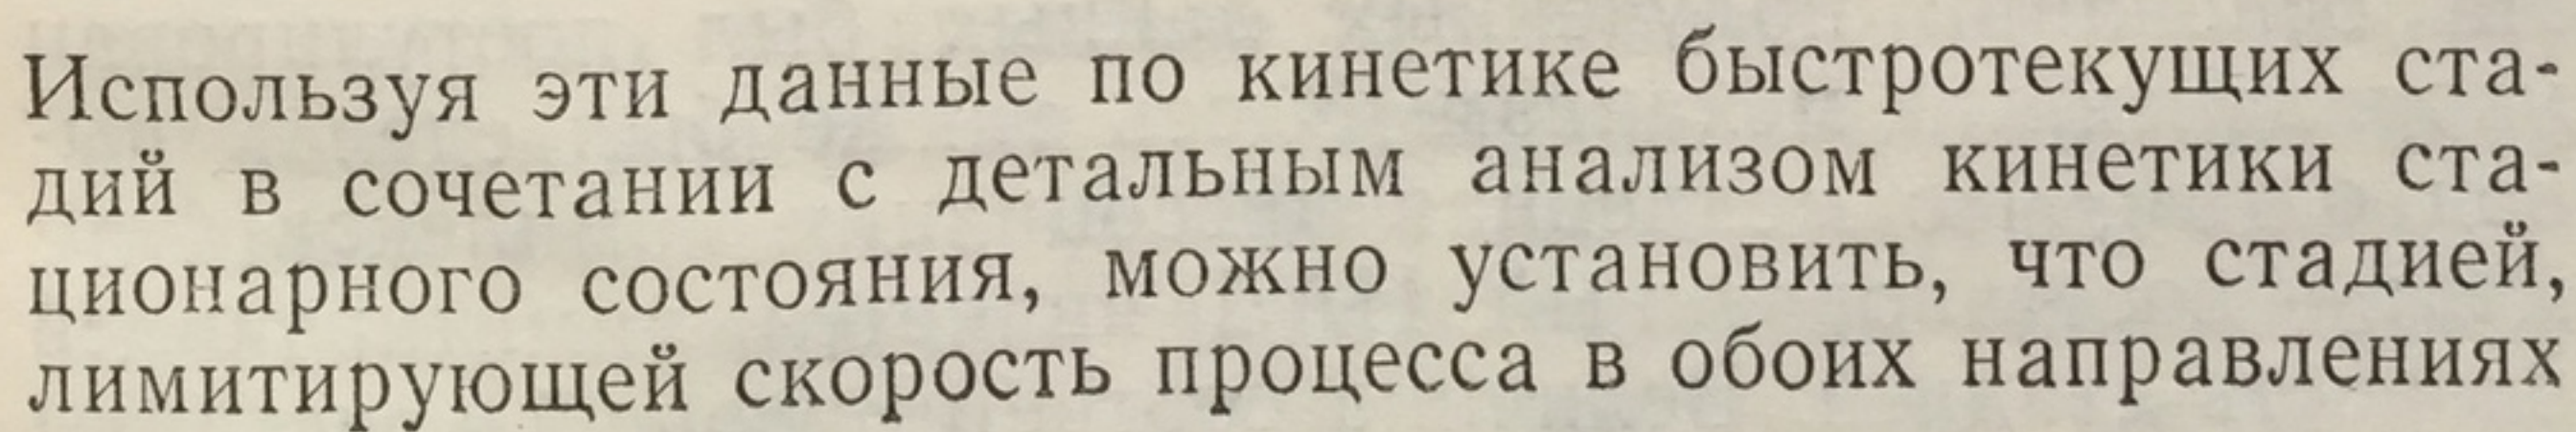 Используя эти данные по кинетике быстротекущих ста-
дий в сочетании с детальным анализом кинетики ста-
ционарного состояния, можно установить, что стадией,
лимитирующей скорость процесса в обоих направлениях